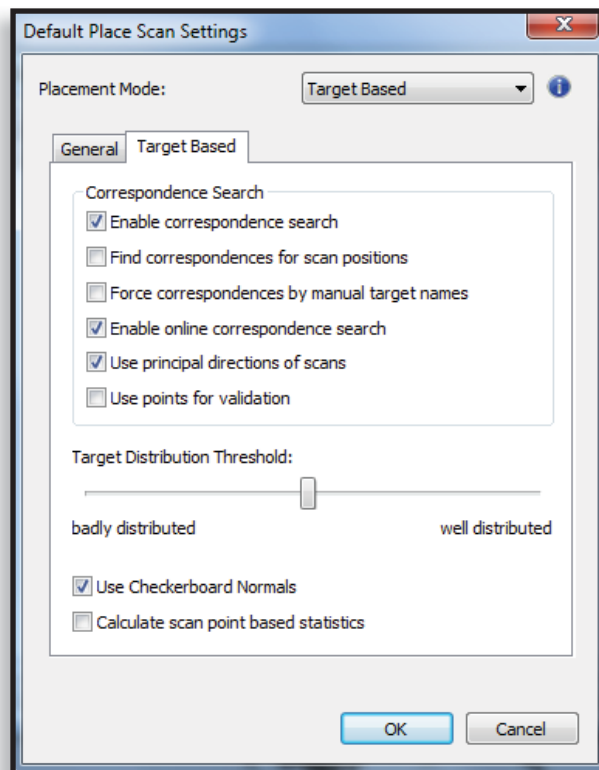 Default Place Scan Settings
Placement Mode: Target Based
General Target Based
Correspondence Search
Enable correspondence search
Find correspondences for scan positions
Force correspondences by manual target names
Enable online correspondence search
Use principal directions of scans
Use points for validation
Target Distribution Threshold:
badly distributed well distributed
Use Checkerboard Normals
Calculate scan point based statistics
OK Cancel